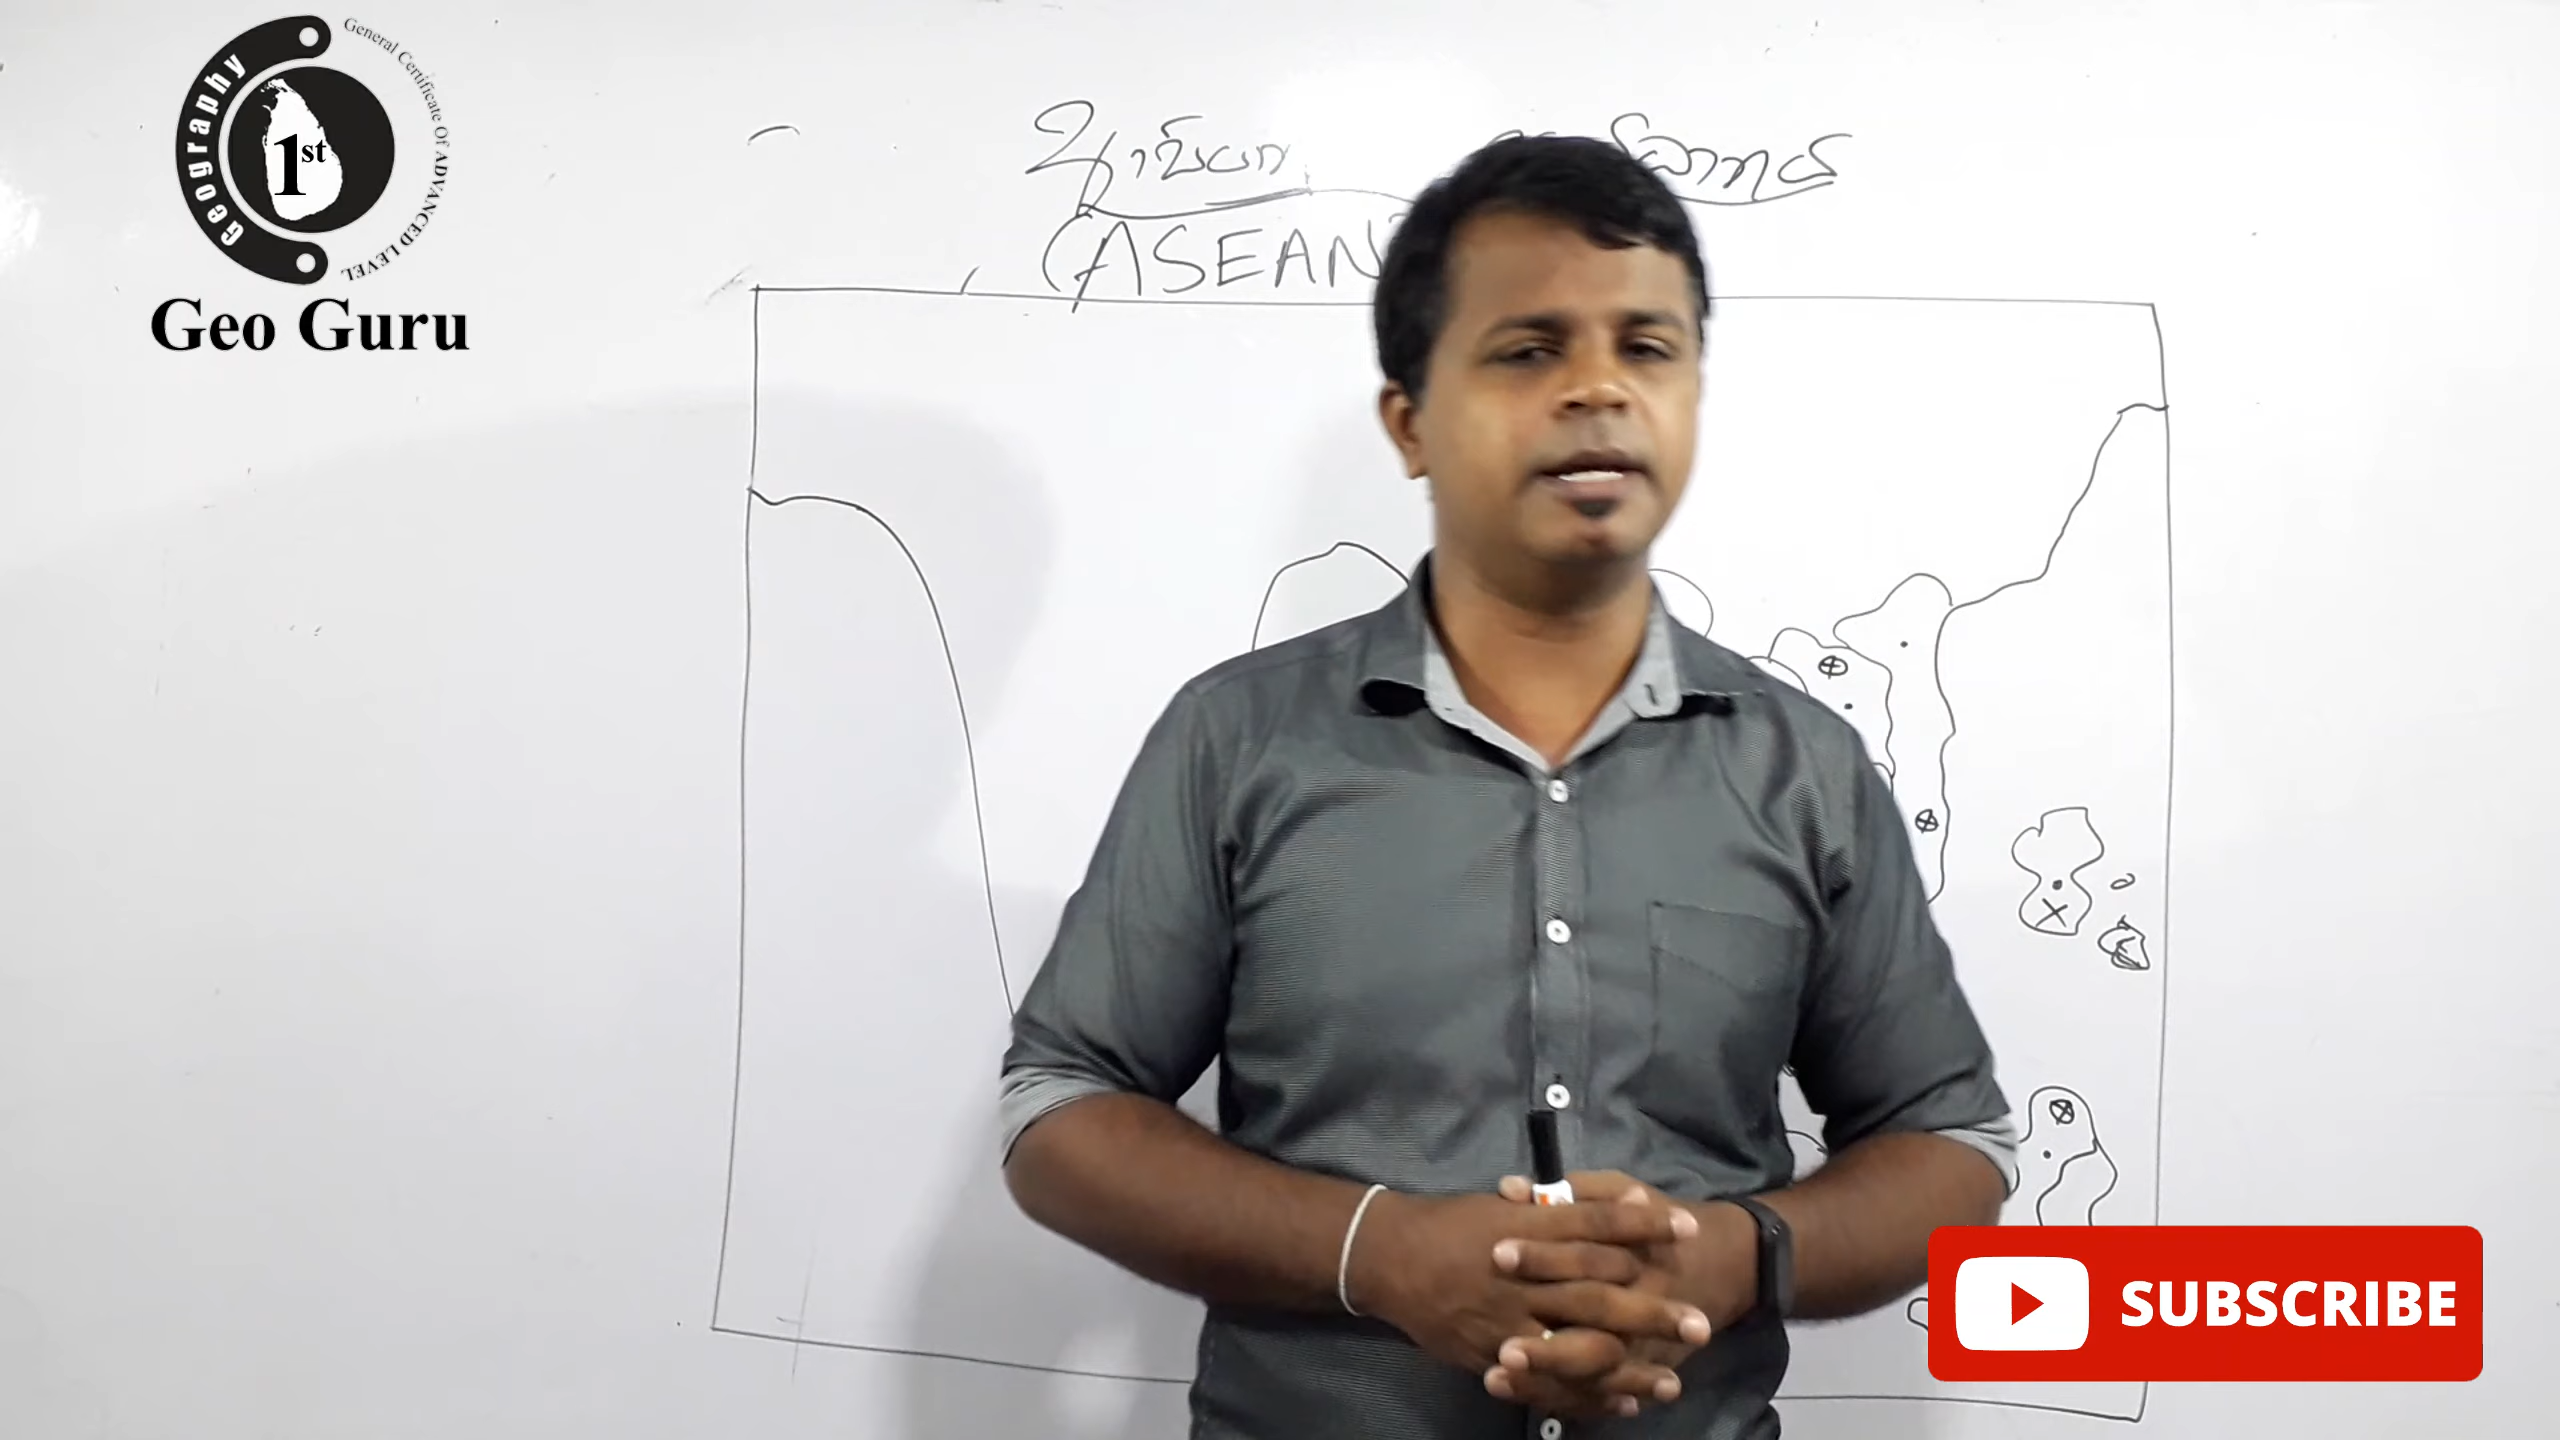 Geography
General Certificate Of ADVANCED LEVEL
1st
Geo Guru
(ASEAN
SUBSCRIBE